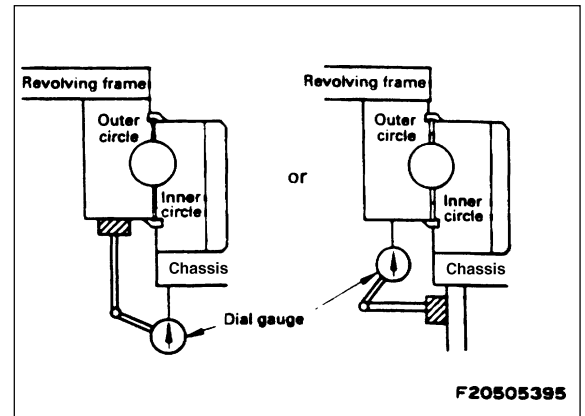 Revolving frame
Outer
circle
Inner
circle
Chassis
or
Revolving frame
Outer
circle
Inner
circle
Chassis
Dial gauge
F20505395